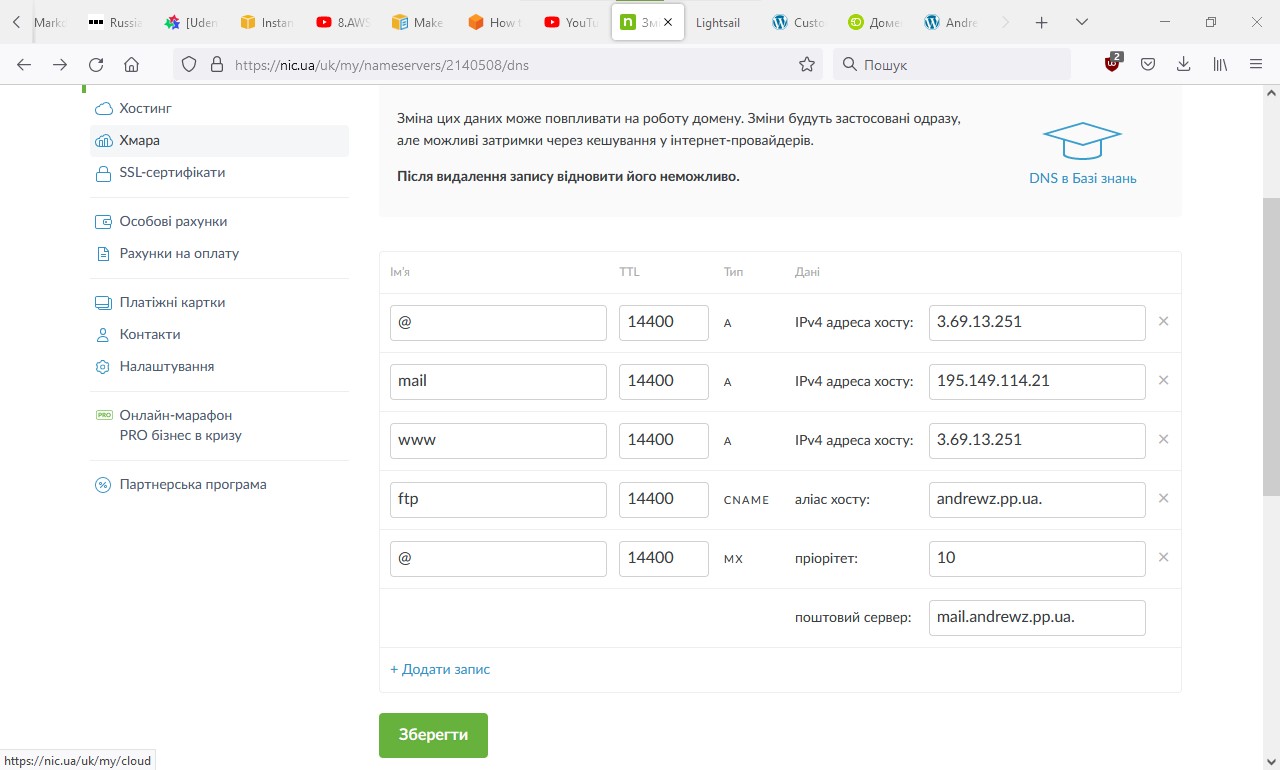 Marko
Russia
[Uden
Instan
8.AWS
Make
How t
YouTu
Змі
Lightsail
Custo
Доме
Andre
https://nic.ua/uk/my/nameservers/2140508/dns
Пошук
2
Хостинг
Хмара
SSL-сертифікати
Особові рахунки
Рахунки на оплату
Платіжні картки
Контакти
Налаштування
PRO Онлайн-марафон
PRO бізнес в кризу
Партнерська програма
Зміна цих даних може повпливати на роботу домену. Зміни будуть застосовані одразу,
але можливі затримки через кешування у інтернет-провайдерів.
Після видалення запису відновити його неможливо.
DNS в Базі знань
Ім'я TTL Тип Дані
@ 14400 A IPv4 адреса хосту: 3.69.13.251
mail 14400 A IPv4 адреса хосту: 195.149.114.21
www 14400 A IPv4 адреса хосту: 3.69.13.251
ftp 14400 CNAME аліас хосту: andrewz.pp.ua.
@ 14400 MX пріорітет: 10
поштовий сервер: mail.andrewz.pp.ua.
+ Додати запис
Зберегти
https://nic.ua/uk/my/cloud